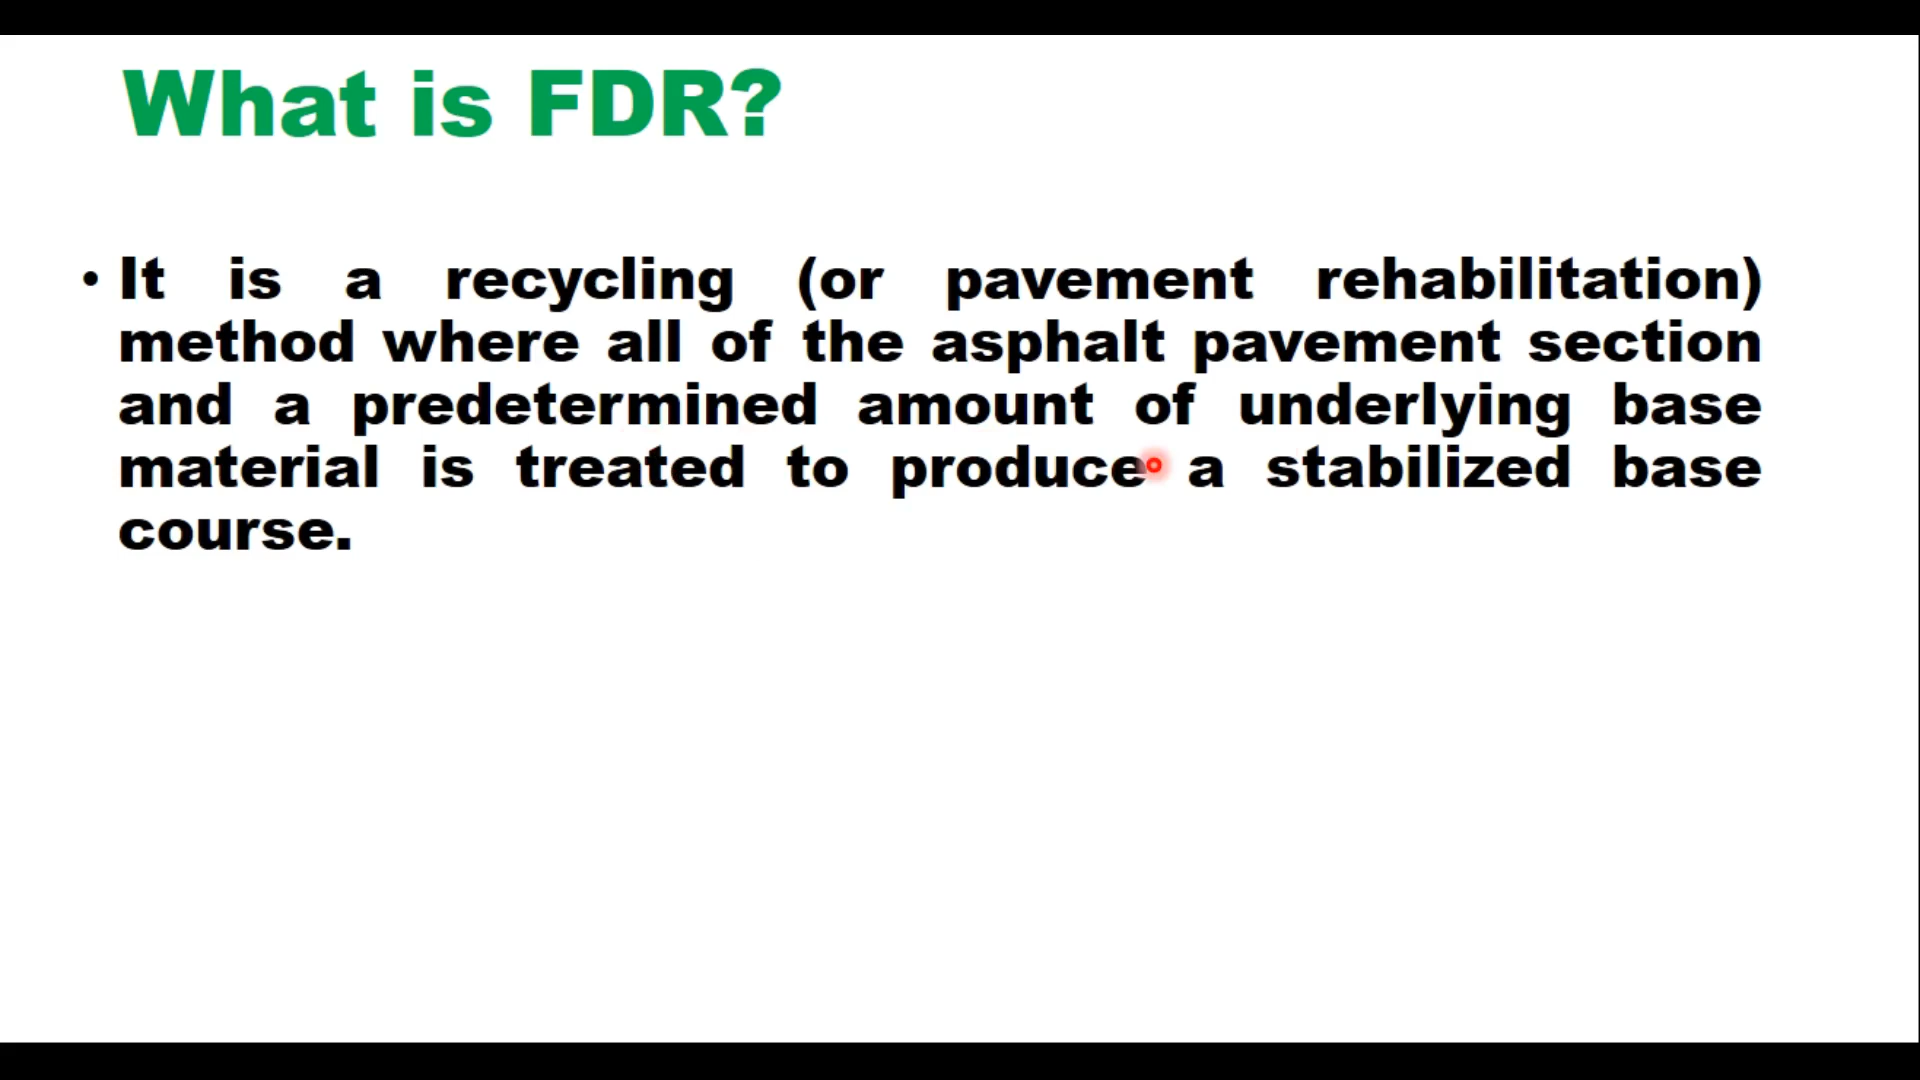 What is FDR?
• It is a recycling (or pavement rehabilitation)
method where all of the asphalt pavement section
and a predetermined amount of underlying base
material is treated to produce a stabilized base
course.